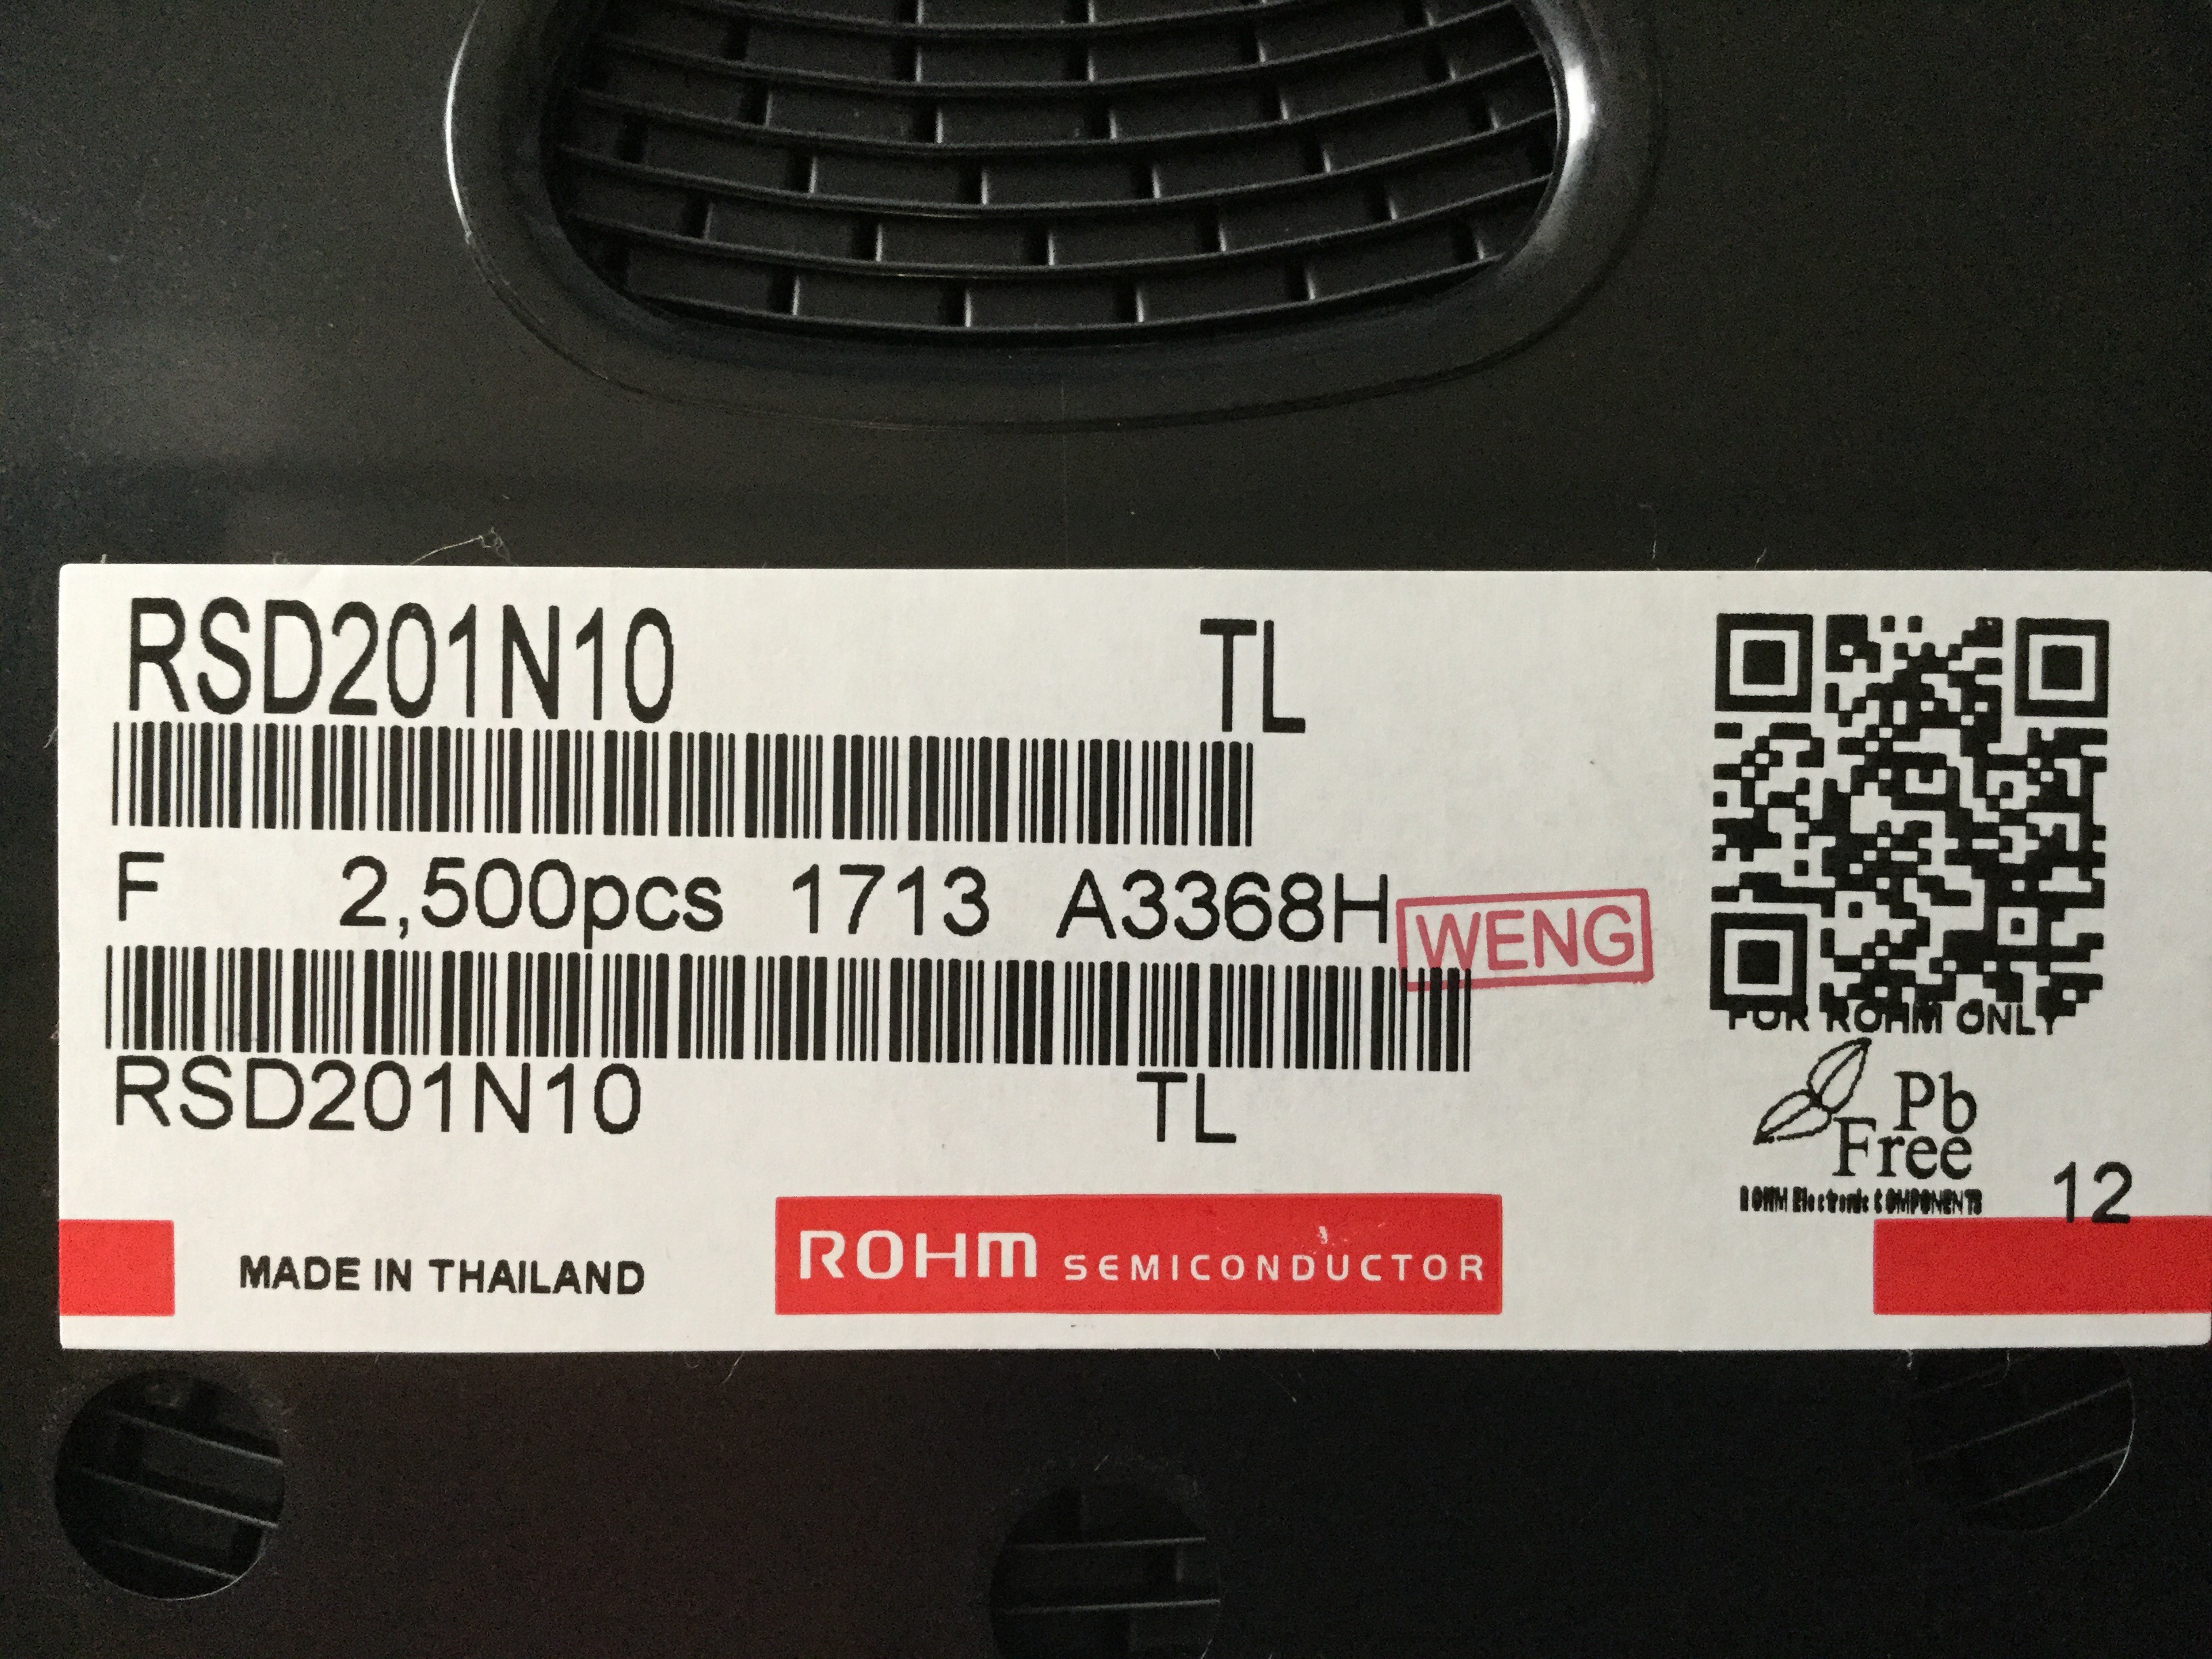 RSD201N10 TL
F 2,500pcs 1713 A3368H
WENG
RSD201N10 TL
FOR ROHM ONLY
Pb
Free
ROHM Electronic COMPONENTS
12
MADE IN THAILAND
ROHM SEMICONDUCTOR